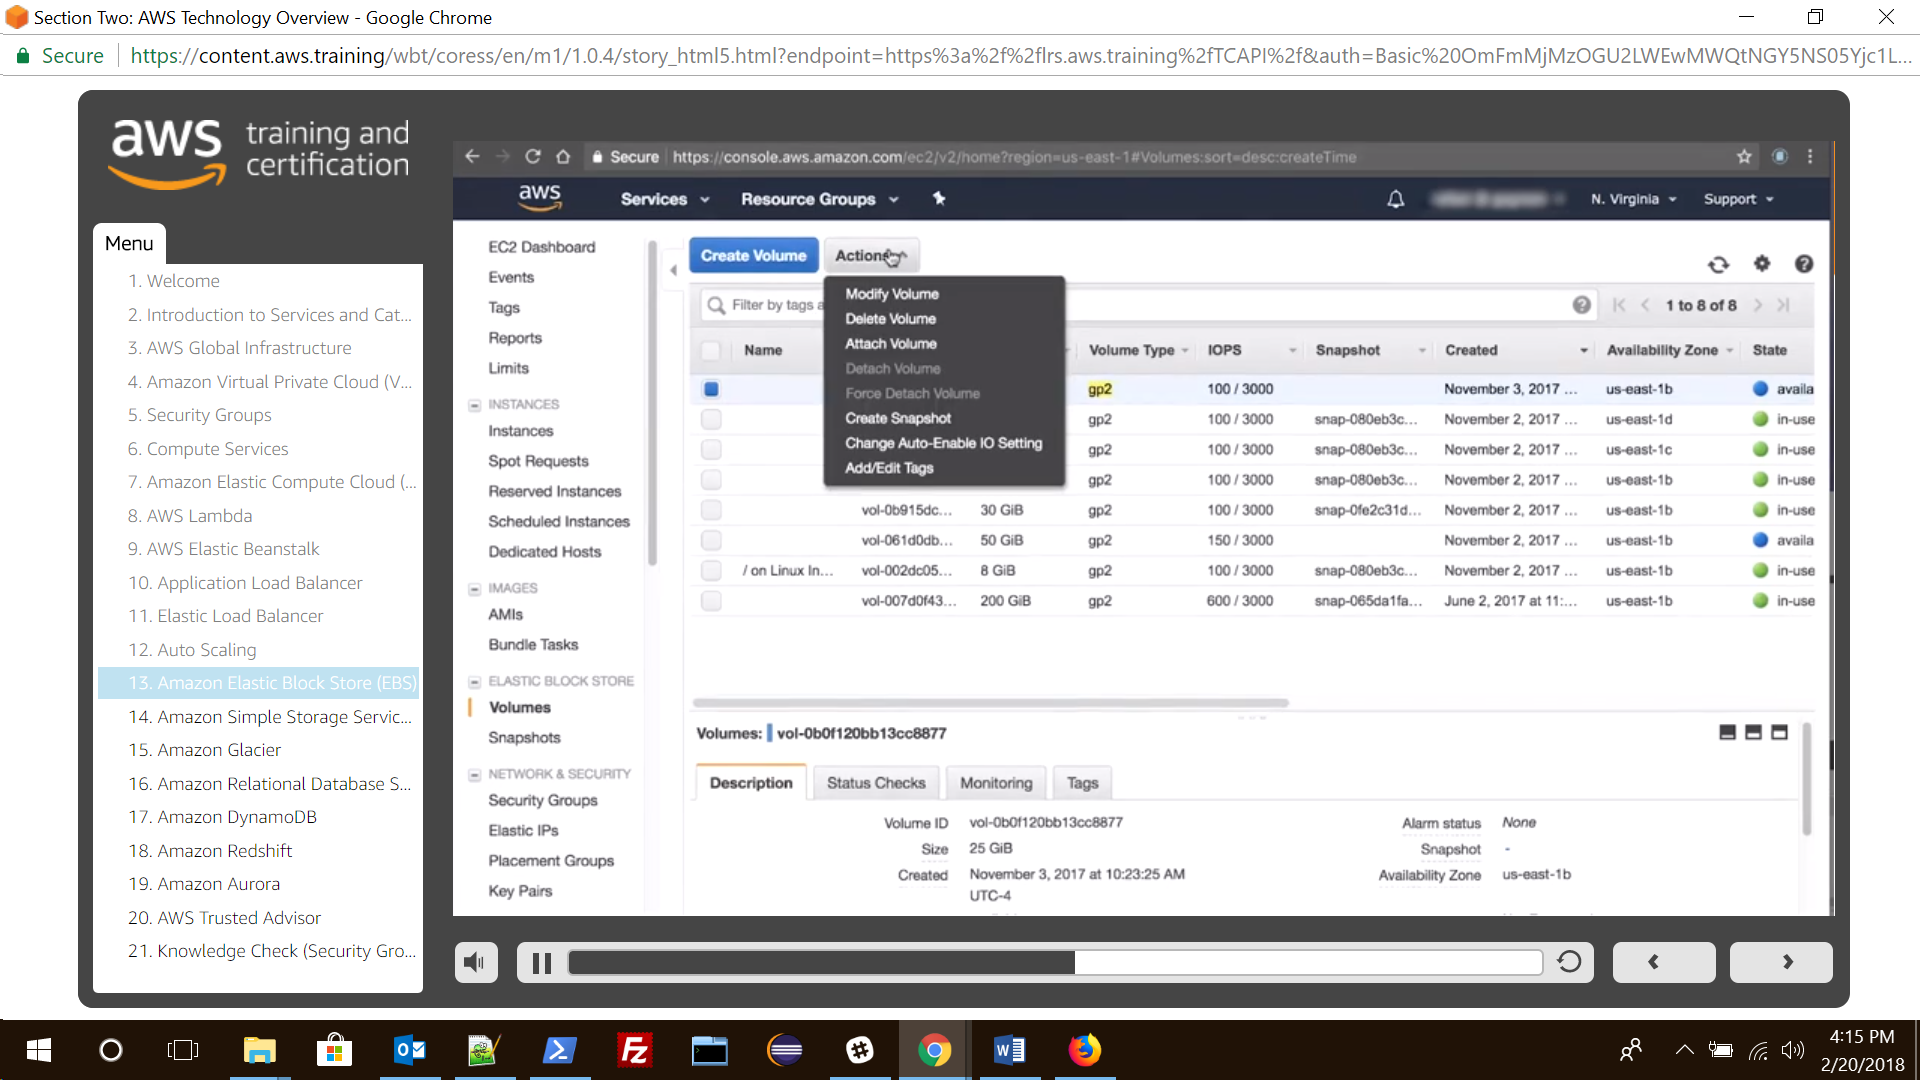 Section Two: AWS Technology Overview - Google Chrome
Secure https://content.aws.training/wbt/coress/en/m1/1.0.4/story_html5.html?endpoint=https%3a%2f%2flrs.aws.training%2fTCAPI%2f&auth=Basic%20OmFmMjMzOGU2LWEwMWQtNGY5NS05Yjc1L...
aws training and certification
Menu
1. Welcome
2. Introduction to Services and Cat...
3. AWS Global Infrastructure
4. Amazon Virtual Private Cloud (V...
5. Security Groups
6. Compute Services
7. Amazon Elastic Compute Cloud (...
8. AWS Lambda
9. AWS Elastic Beanstalk
10. Application Load Balancer
11. Elastic Load Balancer
12. Auto Scaling
13. Amazon Elastic Block Store (EBS)
14. Amazon Simple Storage Servic...
15. Amazon Glacier
16. Amazon Relational Database S...
17. Amazon DynamoDB
18. Amazon Redshift
19. Amazon Aurora
20. AWS Trusted Advisor
21. Knowledge Check (Security Gro...
Secure https://console.aws.amazon.com/ec2/v2/home?region=us-east-1#Volumes:sort=desc:createTime
aws Services Resource Groups N. Virginia Support
EC2 Dashboard
Events
Tags
Reports
Limits
INSTANCES
Instances
Spot Requests
Reserved Instances
Scheduled Instances
Dedicated Hosts
IMAGES
AMIs
Bundle Tasks
ELASTIC BLOCK STORE
Volumes
Snapshots
NETWORK & SECURITY
Security Groups
Elastic IPs
Placement Groups
Key Pairs
Create Volume Actions
Modify Volume
Delete Volume
Attach Volume
Detach Volume
Force Detach Volume
Create Snapshot
Change Auto-Enable IO Setting
Add/Edit Tags
Filter by tags a 1 to 8 of 8
Name Volume Type IOPS Snapshot Created Availability Zone State
gp2 100 / 3000 November 3, 2017 ... us-east-1b availa
gp2 100 / 3000 snap-080eb3c... November 2, 2017 ... us-east-1d in-use
gp2 100 / 3000 snap-080eb3c... November 2, 2017 ... us-east-1c in-use
gp2 100 / 3000 snap-080eb3c... November 2, 2017 ... us-east-1b in-use
vol-0b915dc... 30 GiB gp2 100 / 3000 snap-0fe2c31d... November 2, 2017 ... us-east-1b in-use
vol-061d0db... 50 GiB gp2 150 / 3000 November 2, 2017 ... us-east-1b availa
/ on Linux In... vol-002dc05... 8 GiB gp2 100 / 3000 snap-080eb3c... November 2, 2017 ... us-east-1b in-use
vol-007d0f43... 200 GiB gp2 600 / 3000 snap-065da1fa... June 2, 2017 at 11:... us-east-1b in-use
Volumes: vol-0b0f120bb13cc8877
Description Status Checks Monitoring Tags
Volume ID vol-0b0f120bb13cc8877 Alarm status None
Size 25 GiB Snapshot -
Created November 3, 2017 at 10:23:25 AM UTC-4 Availability Zone us-east-1b
4:15 PM
2/20/2018